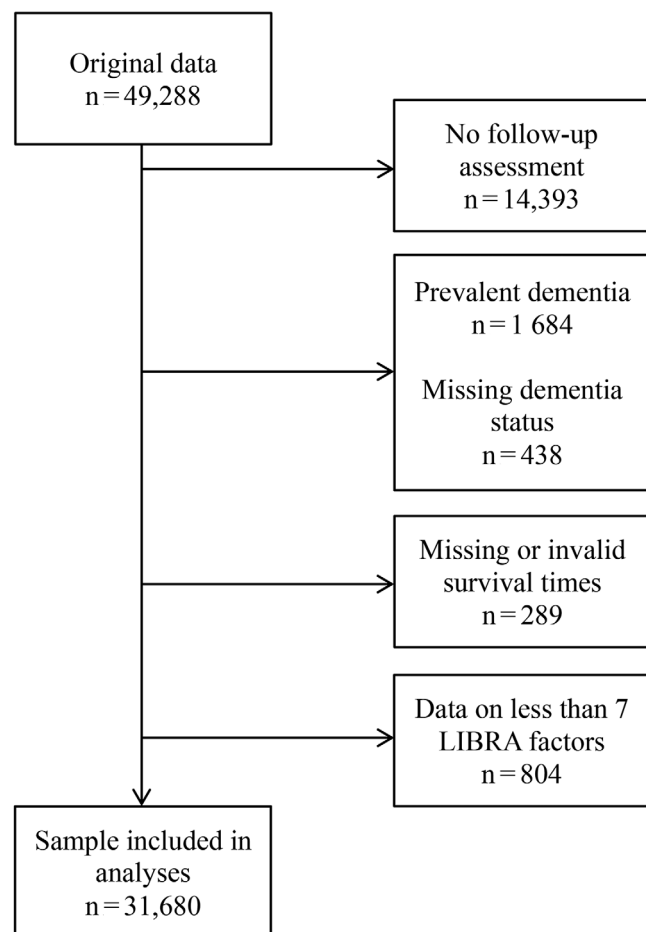 Original data
n = 49,288
No follow-up
assessment
n = 14,393
Prevalent dementia
n = 1 684
Missing dementia
status
n = 438
Missing or invalid
survival times
n = 289
Data on less than 7
LIBRA factors
n = 804
Sample included in
analyses
n = 31,680